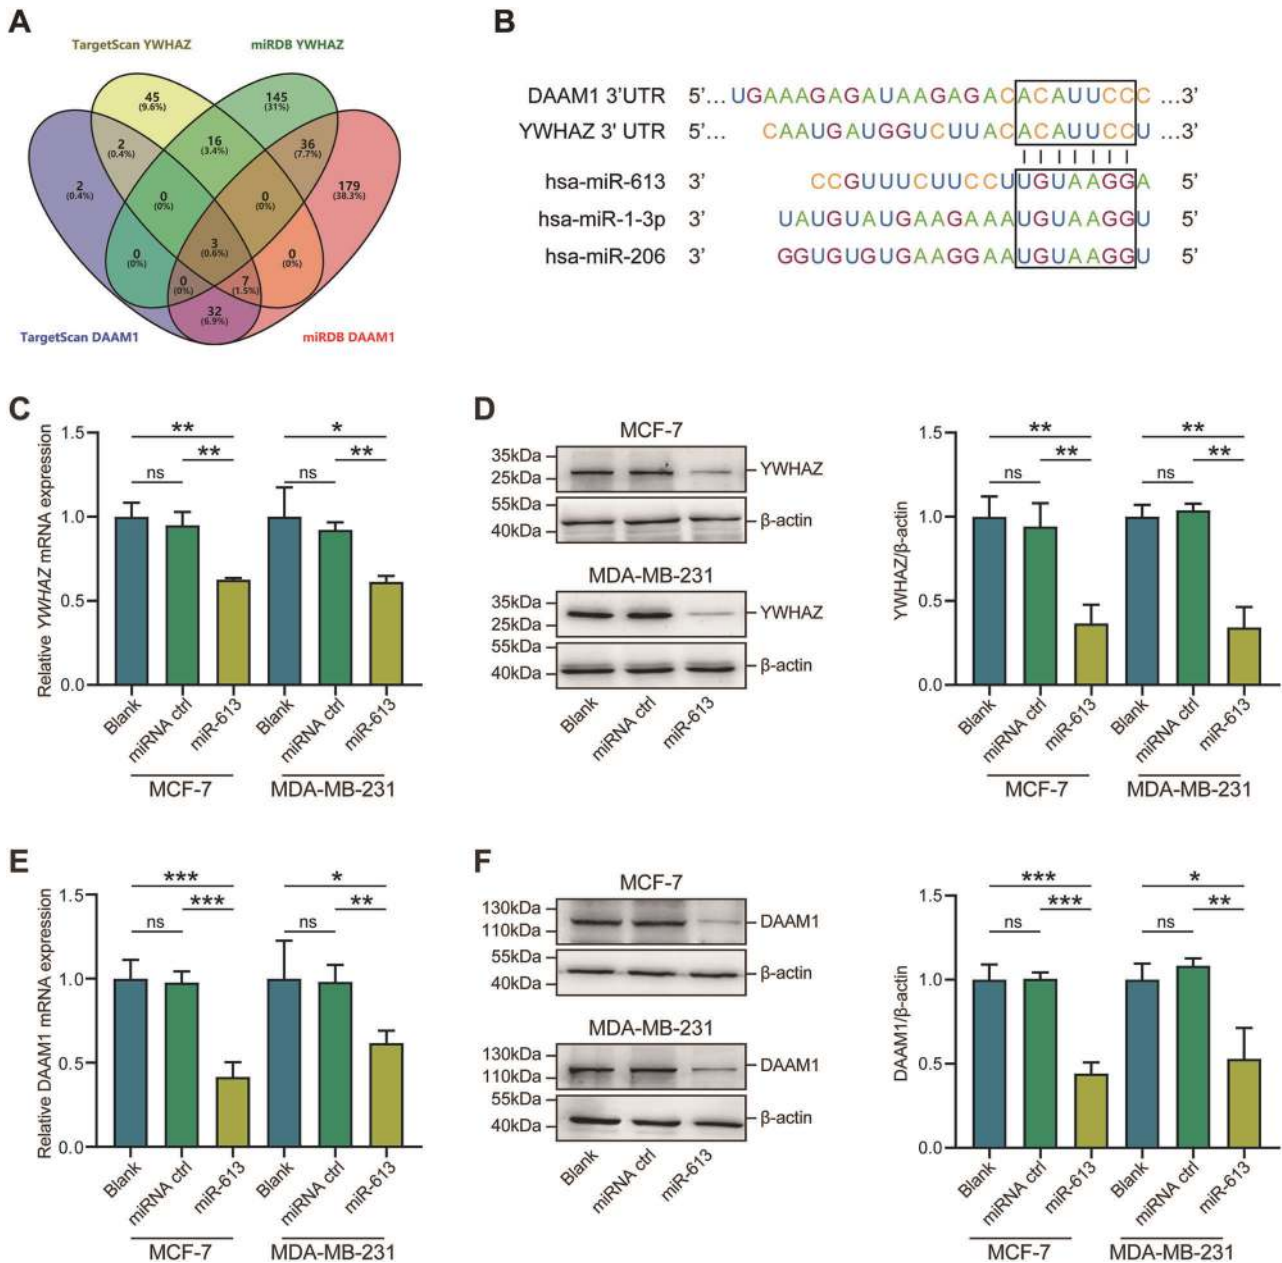 A
TargetScan YWHAZ
miRDB YWHAZ
45
(9.6%)
145
(31%)
2
(0.4%)
16
(3.4%)
36
(7.7%)
2
(0.4%)
0
(0%)
0
(0%)
179
(38.3%)
3
(0.6%)
0
(0%)
0
(0%)
0
(0%)
7
(1.5%)
32
(6.9%)
TargetScan DAAM1
miRDB DAAM1
B
DAAM1 3'UTR 5'... UGAAAGAGAUAAGAGACACAUUCCC ...3'
YWHAZ 3' UTR 5'... CAAUGAUGGUCUUACACAUUCCU ...3'
hsa-miR-613 3' CCGUUUCUUCCUUGUAAGGA 5'
hsa-miR-1-3p 3' UAUGUAUGAAGAAAUGUAAGGU 5'
hsa-miR-206 3' GGUGUGUGAAGGAAUGUAAGGU 5'
C
Relative YWHAZ mRNA expression
1.5
1.0
0.5
0.0
** *
** **
ns ns
Blank miRNA ctrl miR-613 Blank miRNA ctrl miR-613
MCF-7 MDA-MB-231
D
MCF-7
35kDa
25kDa
YWHAZ
55kDa
40kDa
β-actin
MDA-MB-231
35kDa
25kDa
YWHAZ
55kDa
40kDa
β-actin
Blank miRNA ctrl miR-613
YWHAZ/β-actin
1.5
1.0
0.5
0.0
** **
** **
ns ns
Blank miRNA ctrl miR-613 Blank miRNA ctrl miR-613
MCF-7 MDA-MB-231
E
Relative DAAM1 mRNA expression
1.5
1.0
0.5
0.0
*** *
*** **
ns ns
Blank miRNA ctrl miR-613 Blank miRNA ctrl miR-613
MCF-7 MDA-MB-231
F
MCF-7
130kDa
110kDa
DAAM1
55kDa
40kDa
β-actin
MDA-MB-231
130kDa
110kDa
DAAM1
55kDa
40kDa
β-actin
Blank miRNA ctrl miR-613
DAAM1/β-actin
1.5
1.0
0.5
0.0
*** *
*** **
ns ns
Blank miRNA ctrl miR-613 Blank miRNA ctrl miR-613
MCF-7 MDA-MB-231